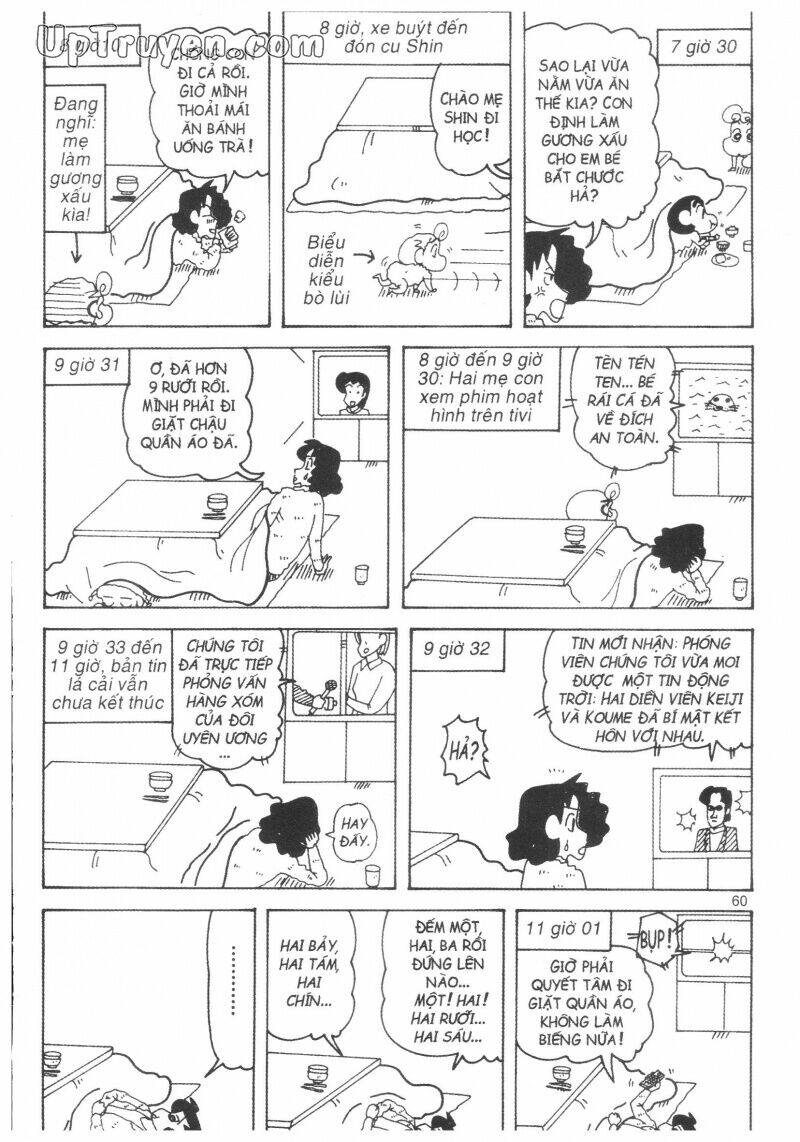 UpTruyen.com
7 giờ 30
SAO LẠI VỪA
NẰM VỪA ĂN
THẾ KIA? CON
ĐỊNH LÀM
GƯƠNG XẤU
CHO EM BÉ
BẮT CHƯỚC
HẢ?
8 giờ, xe buýt đến
đón cu Shin
CHÀO MẸ
SHIN ĐI
HỌC!
Biểu
diễn
kiểu
bò lùi
8 giờ 01
CHỒNG CON
ĐI CẢ RỒI.
GIỜ MÌNH
THOẢI MÁI
ĂN BÁNH
UỐNG TRÀ!
Đang
nghĩ:
mẹ
làm
gương
xấu
kìa!
8 giờ đến 9 giờ
30: Hai mẹ con
xem phim hoạt
hình trên tivi
TÈN TÉN
TEN... BÉ
RÁI CÁ ĐÃ
VỀ ĐÍCH
AN TOÀN.
9 giờ 31
Ơ, ĐÃ HƠN
9 RƯỠI RỒI.
MÌNH PHẢI ĐI
GIẶT CHẬU
QUẦN ÁO ĐÃ.
9 giờ 32
TIN MỚI NHẬN: PHÓNG
VIÊN CHÚNG TÔI VỪA MOI
ĐƯỢC MỘT TIN ĐỘNG
TRỜI: HAI DIỄN VIÊN KEIJI
VÀ KOUME ĐÃ BÍ MẬT KẾT
HÔN VỚI NHAU.
HẢ?
9 giờ 33 đến
11 giờ, bản tin
lá cải vẫn
chưa kết thúc
CHÚNG TÔI
ĐÃ TRỰC TIẾP
PHỎNG VẤN
HÀNG XÓM
CỦA ĐÔI
UYÊN ƯƠNG
...
HAY
ĐẤY.
60
11 giờ 01
BỤP!
GIỜ PHẢI
QUYẾT TÂM ĐI
GIẶT QUẦN ÁO,
KHÔNG LÀM
BIẾNG NỮA!
ĐẾM MỘT,
HAI, BA RỒI
ĐỨNG LÊN
NÀO...
MỘT! HAI!
HAI RƯỠI...
HAI SÁU...
HAI BẢY,
HAI TÁM,
HAI
CHÍN...
............